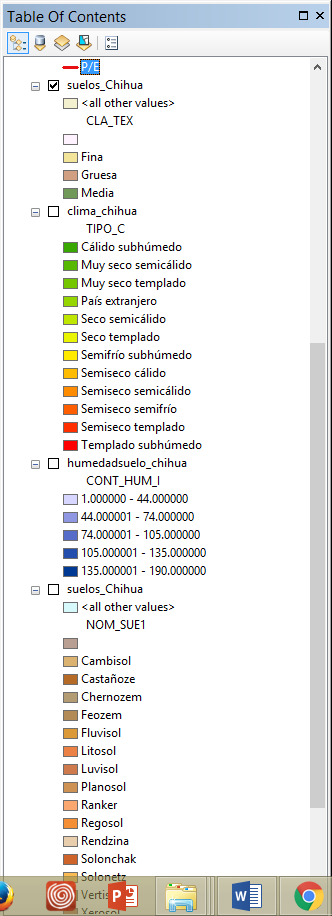 Table Of Contents
P/E
suelos_Chihua
<all other values>
CLA_TEX
Fina
Gruesa
Media
clima_chihua
TIPO_C
Cálido subhúmedo
Muy seco semicálido
Muy seco templado
País extranjero
Seco semicálido
Seco templado
Semifrío subhúmedo
Semiseco cálido
Semiseco semicálido
Semiseco semifrío
Semiseco templado
Templado subhúmedo
humedadsuelo_chihua
CONT_HUM_I
1.000000 - 44.000000
44.000001 - 74.000000
74.000001 - 105.000000
105.000001 - 135.000000
135.000001 - 190.000000
suelos_Chihua
<all other values>
NOM_SUE1
Cambisol
Castañoze
Chernozem
Feozem
Fluvisol
Litosol
Luvisol
Planosol
Ranker
Regosol
Rendzina
Solonchak
Solonetz
Vertis
Xerosol